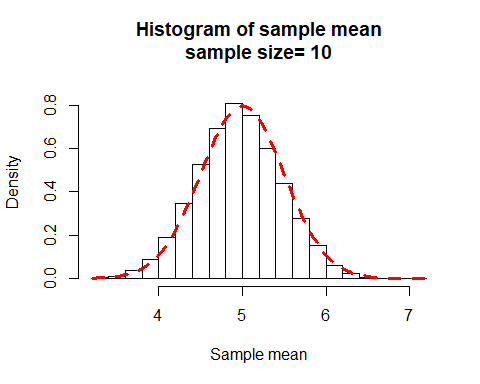 Histogram of sample mean
sample size= 10
Density
0.8
0.6
0.4
0.2
0.0
4 5 6 7
Sample mean